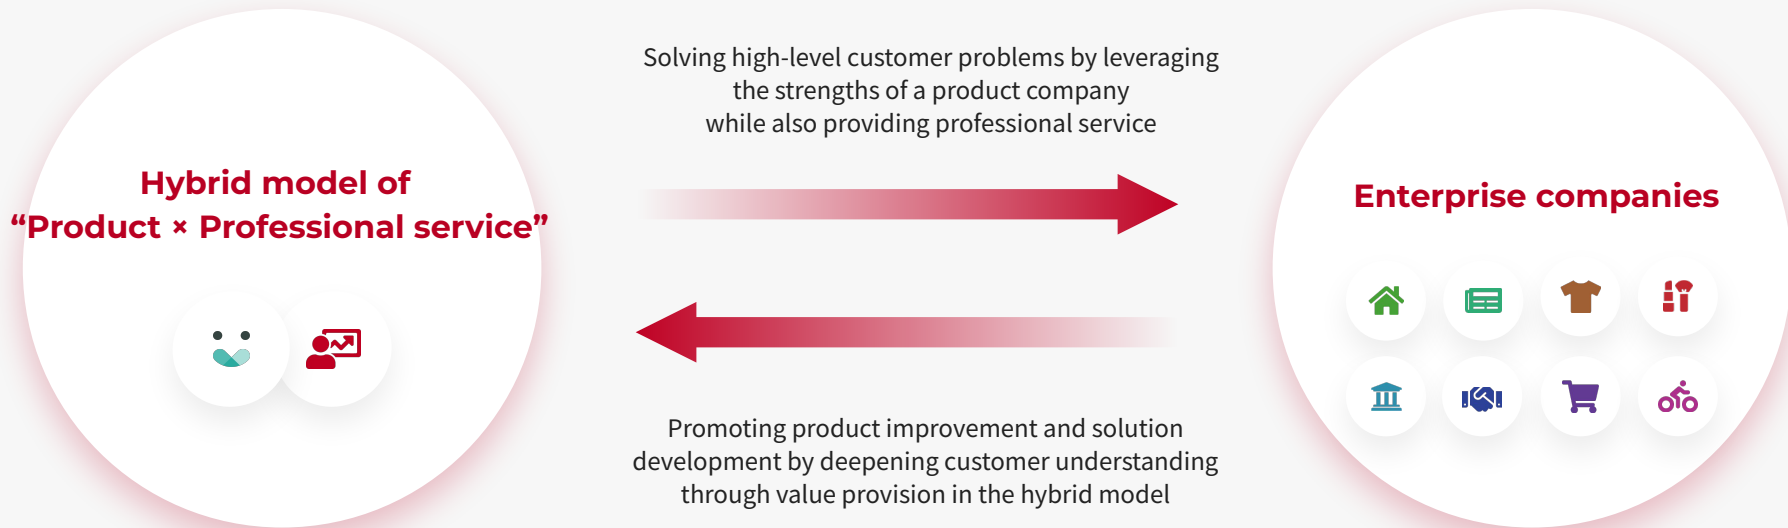 Hybrid model of
“Product × Professional service”
Solving high-level customer problems by leveraging
the strengths of a product company
while also providing professional service
Promoting product improvement and solution
development by deepening customer understanding
through value provision in the hybrid model
Enterprise companies